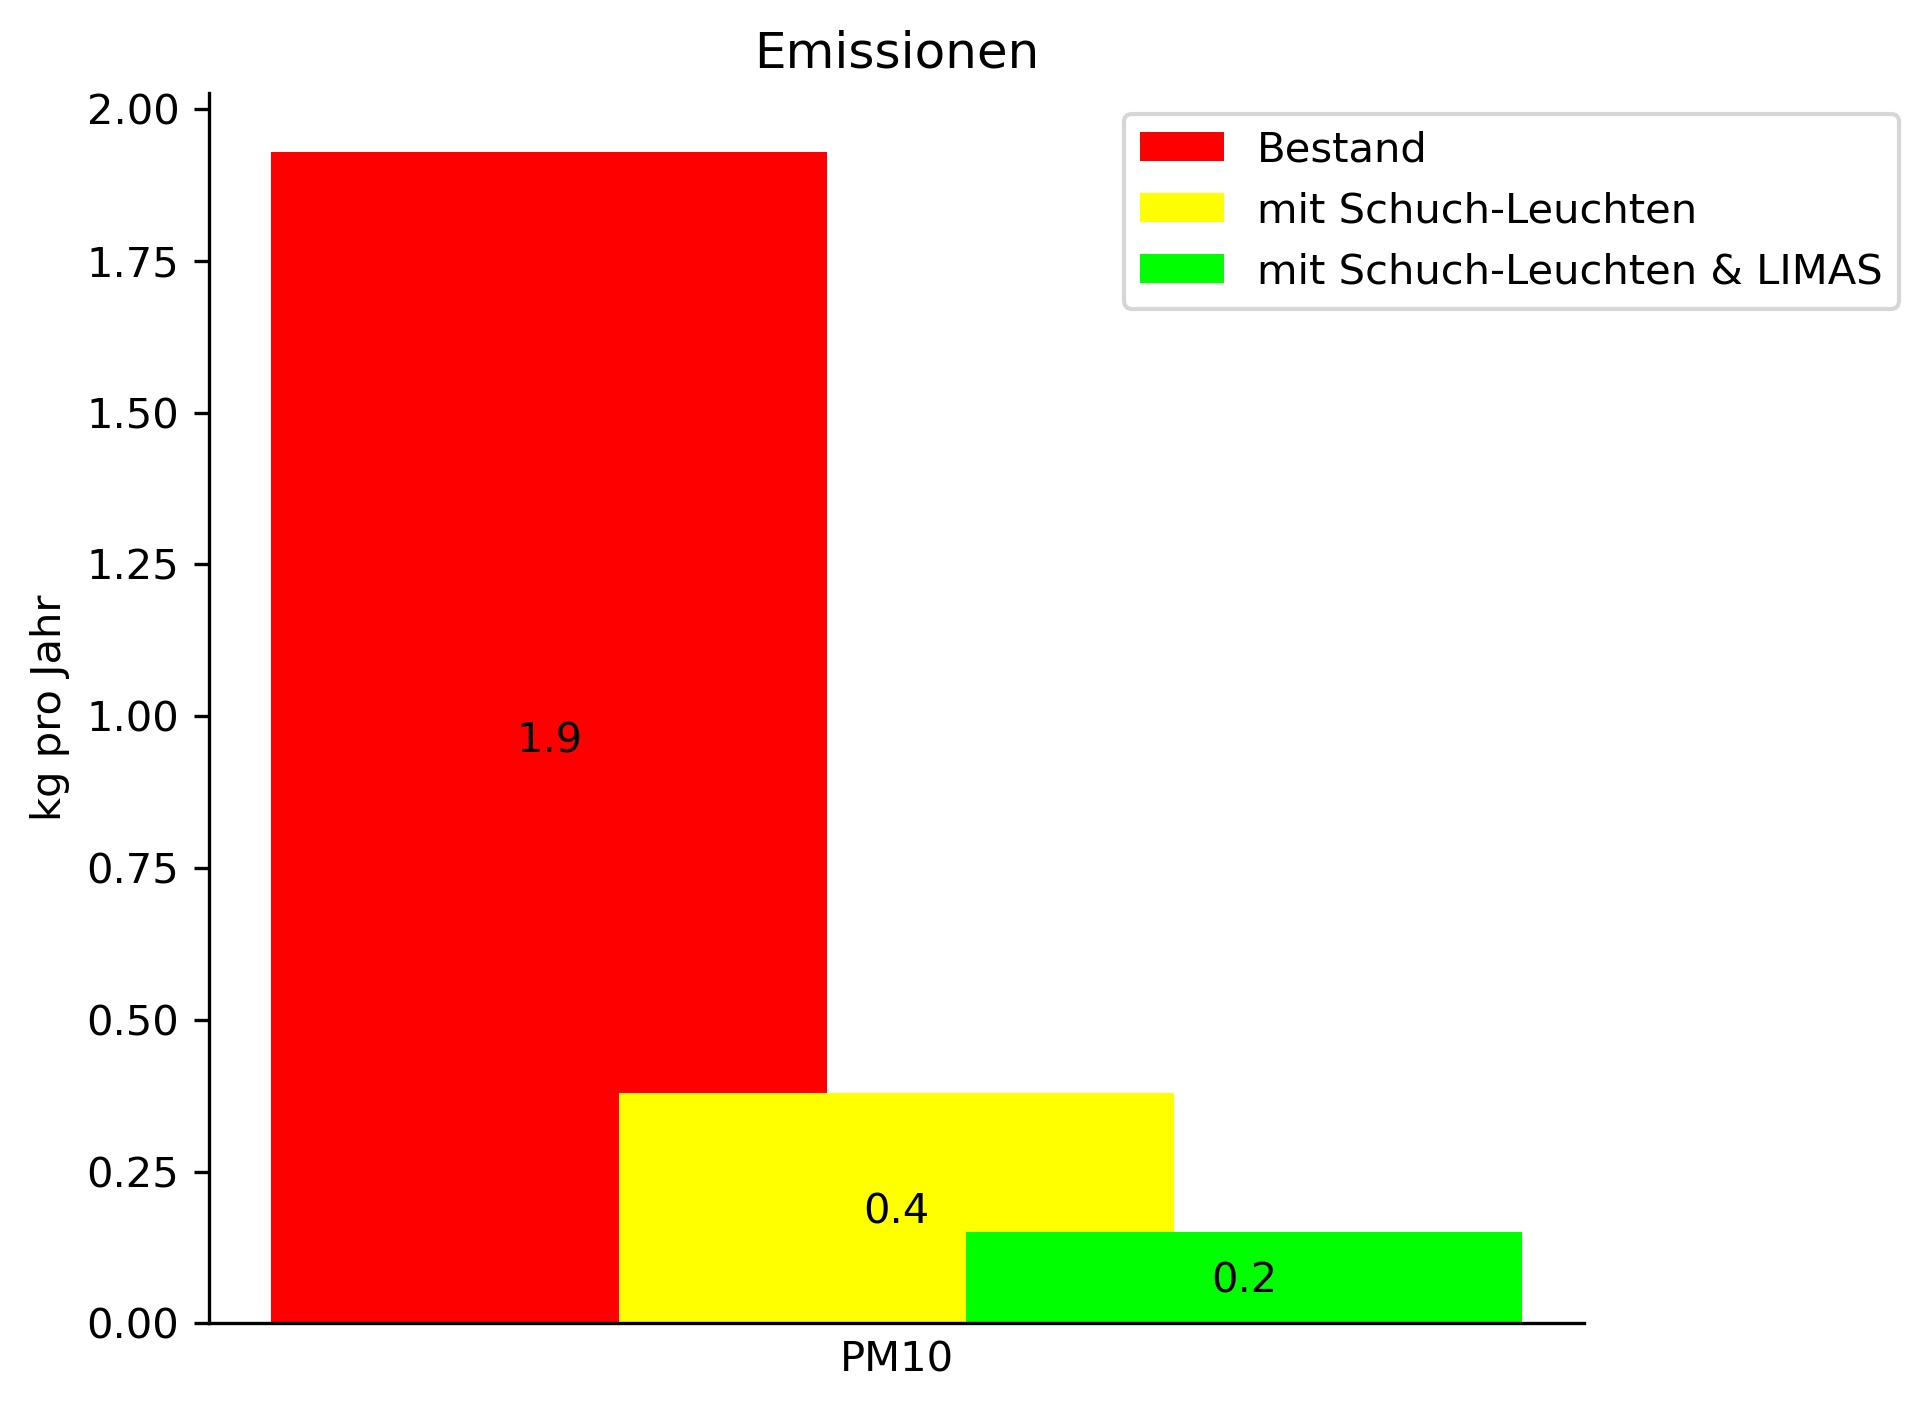 Emissionen
Bestand
mit Schuch-Leuchten
mit Schuch-Leuchten & LIMAS
kg pro Jahr
2.00
1.75
1.50
1.25
1.00
0.75
0.50
0.25
0.00
1.9
0.4
0.2
PM10